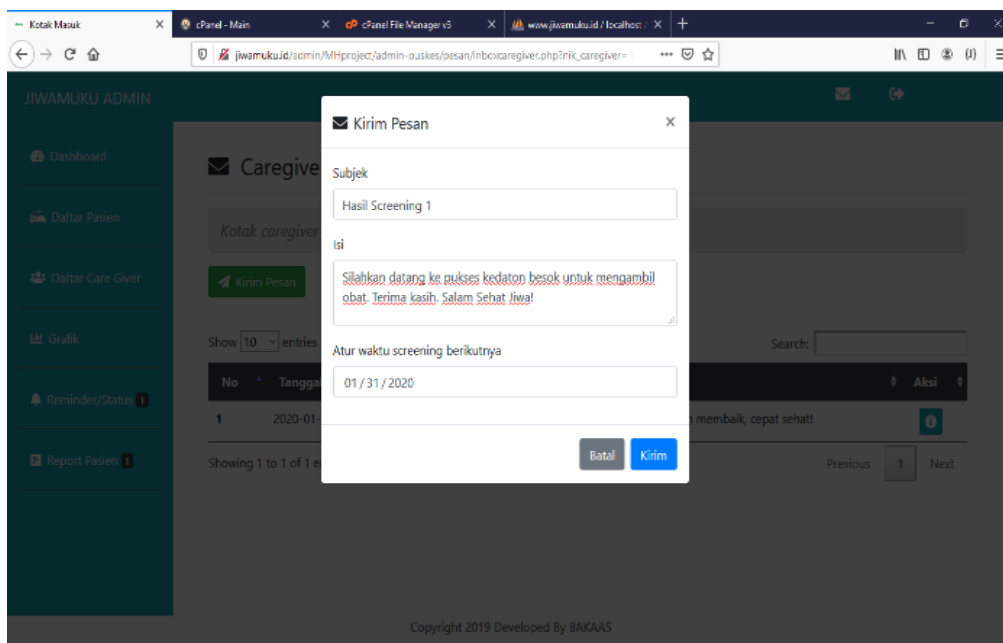 Kotak Masuk
cPanel - Main
cPanel File Manager v3
www.jiwamuku.id / localhost /
jiwamuku.id/admin/MHproject/admin-puskes/pesan/inboxcaregiver.php?nik_caregiver=
JIWAMUKU ADMIN
Dashboard
Daftar Pasien
Daftar Care Giver
Grafik
Reminder/Status 1
Report Pasien 1
Caregive
Kotak caregiver
Kirim Pesan
Show 10 entries
Search:
No Tanggal Aksi
1 2020-01- membaik, cepat sehat!
Showing 1 to 1 of 1 e
Previous 1 Next
Kirim Pesan ×
Subjek
Hasil Screening 1
Isi
Silahkan datang ke pukses kedaton besok untuk mengambil
obat. Terima kasih. Salam Sehat Jiwa!
Atur waktu screening berikutnya
01/31/2020
Batal Kirim
Copyright 2019 Developed By BAKAAS